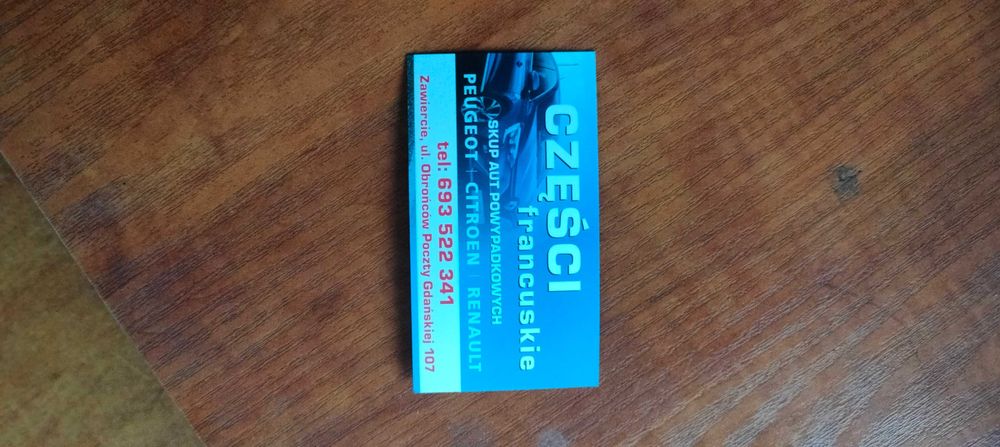 CZĘŚCI
francuskie
SKUP AUT POWYPADKOWYCH
PEUGEOT | CITROEN | RENAULT
tel: 693 522 341
Zawiercie, ul. Obrońców Poczty Gdańskiej 107